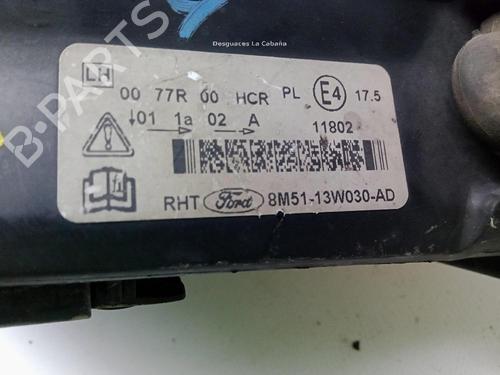 Desguaces La Cabaña
B-PARTS
LH
00 77R 00 HCR PL E4 17.5
↓01 1a 02 A 11802
RHT Ford 8M51-13W030-AD